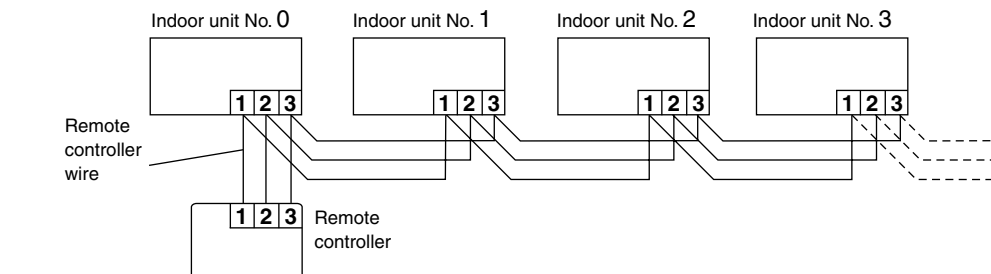 Indoor unit No. 0
Indoor unit No. 1
Indoor unit No. 2
Indoor unit No. 3
1 2 3
1 2 3
1 2 3
1 2 3
Remote
controller
wire
1 2 3
Remote
controller